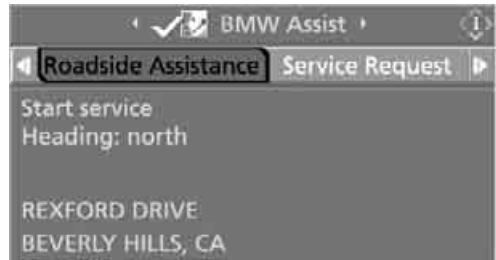 BMW Assist
Roadside Assistance Service Request
Start service
Heading: north
REXFORD DRIVE
BEVERLY HILLS, CA